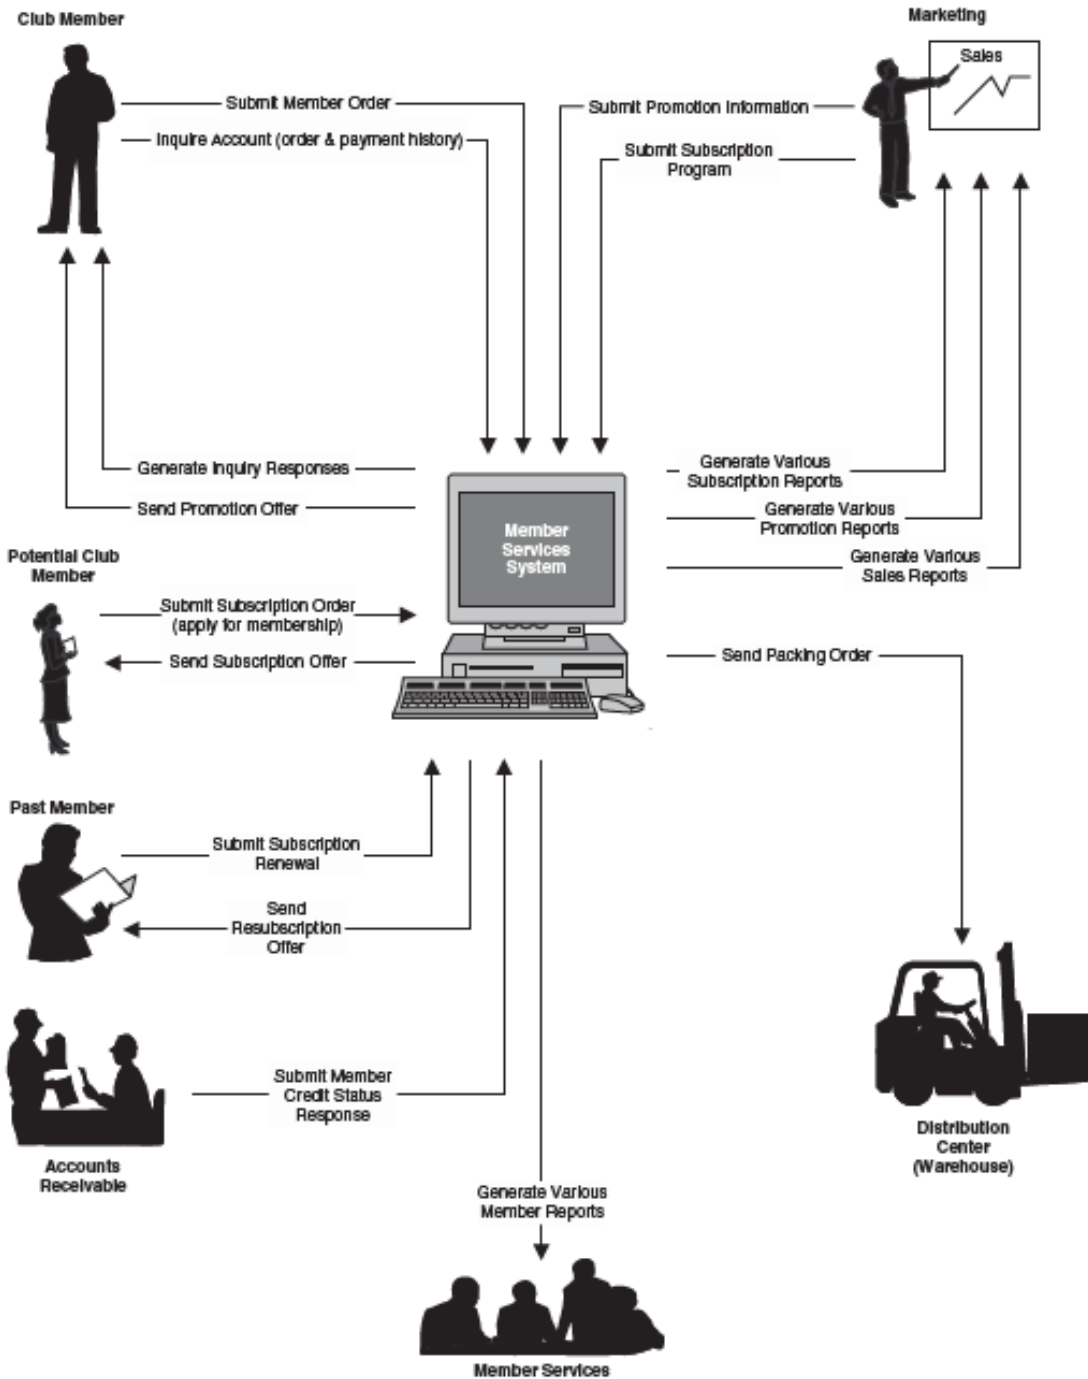 Club Member
Marketing
Sales
Submit Member Order
Submit Promotion Information
Inquire Account (order & payment history)
Submit Subscription
Program
Generate Inquiry Responses
Send Promotion Offer
Generate Various
Subscription Reports
Generate Various
Promotion Reports
Generate Various
Sales Reports
Member
Services
System
Potential Club
Member
Submit Subscription Order
(apply for membership)
Send Subscription Offer
Send Packing Order
Past Member
Submit Subscription
Renewal
Send
Resubscription
Offer
Submit Member
Credit Status
Response
Accounts
Receivable
Distribution
Center
(Warehouse)
Generate Various
Member Reports
Member Services